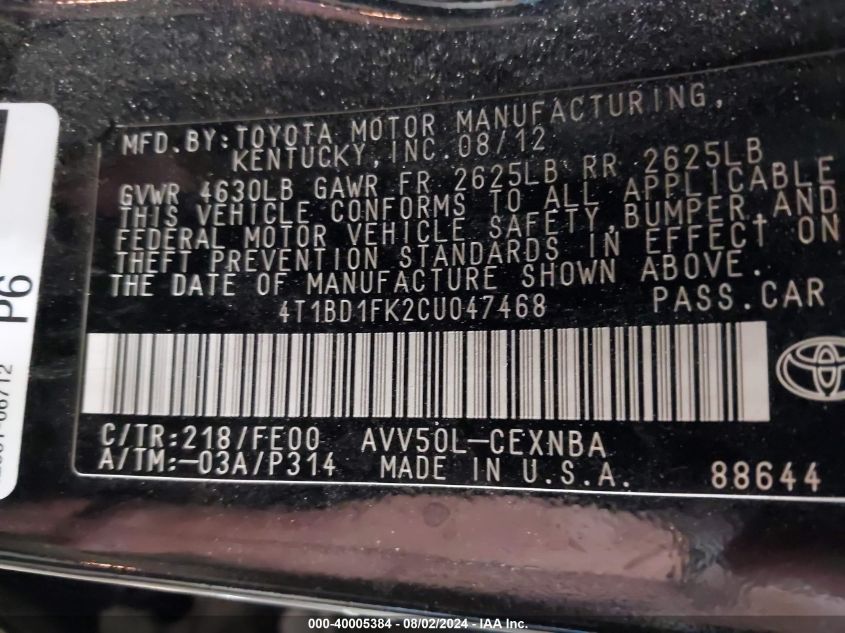 MFD.BY:TOYOTA MOTOR MANUFACTURING,
KENTUCKY,INC.08/12
GVWR 4630LB GAWR FR 2625LB RR 2625LB
THIS VEHICLE CONFORMS TO ALL APPLICABLE
FEDERAL MOTOR VEHICLE SAFETY,BUMPER,AND
THEFT PREVENTION STANDARDS IN EFFECT ON
THE DATE OF MANUFACTURE SHOWN ABOVE.
4T1BD1FK2CU047468 PASS.CAR
C/TR:218/FE00 AVV50L-CEXNBA
A/TM:-03A/P314 MADE IN U.S.A. 88644
P6
000-40005384 - 08/02/2024 - IAA Inc.